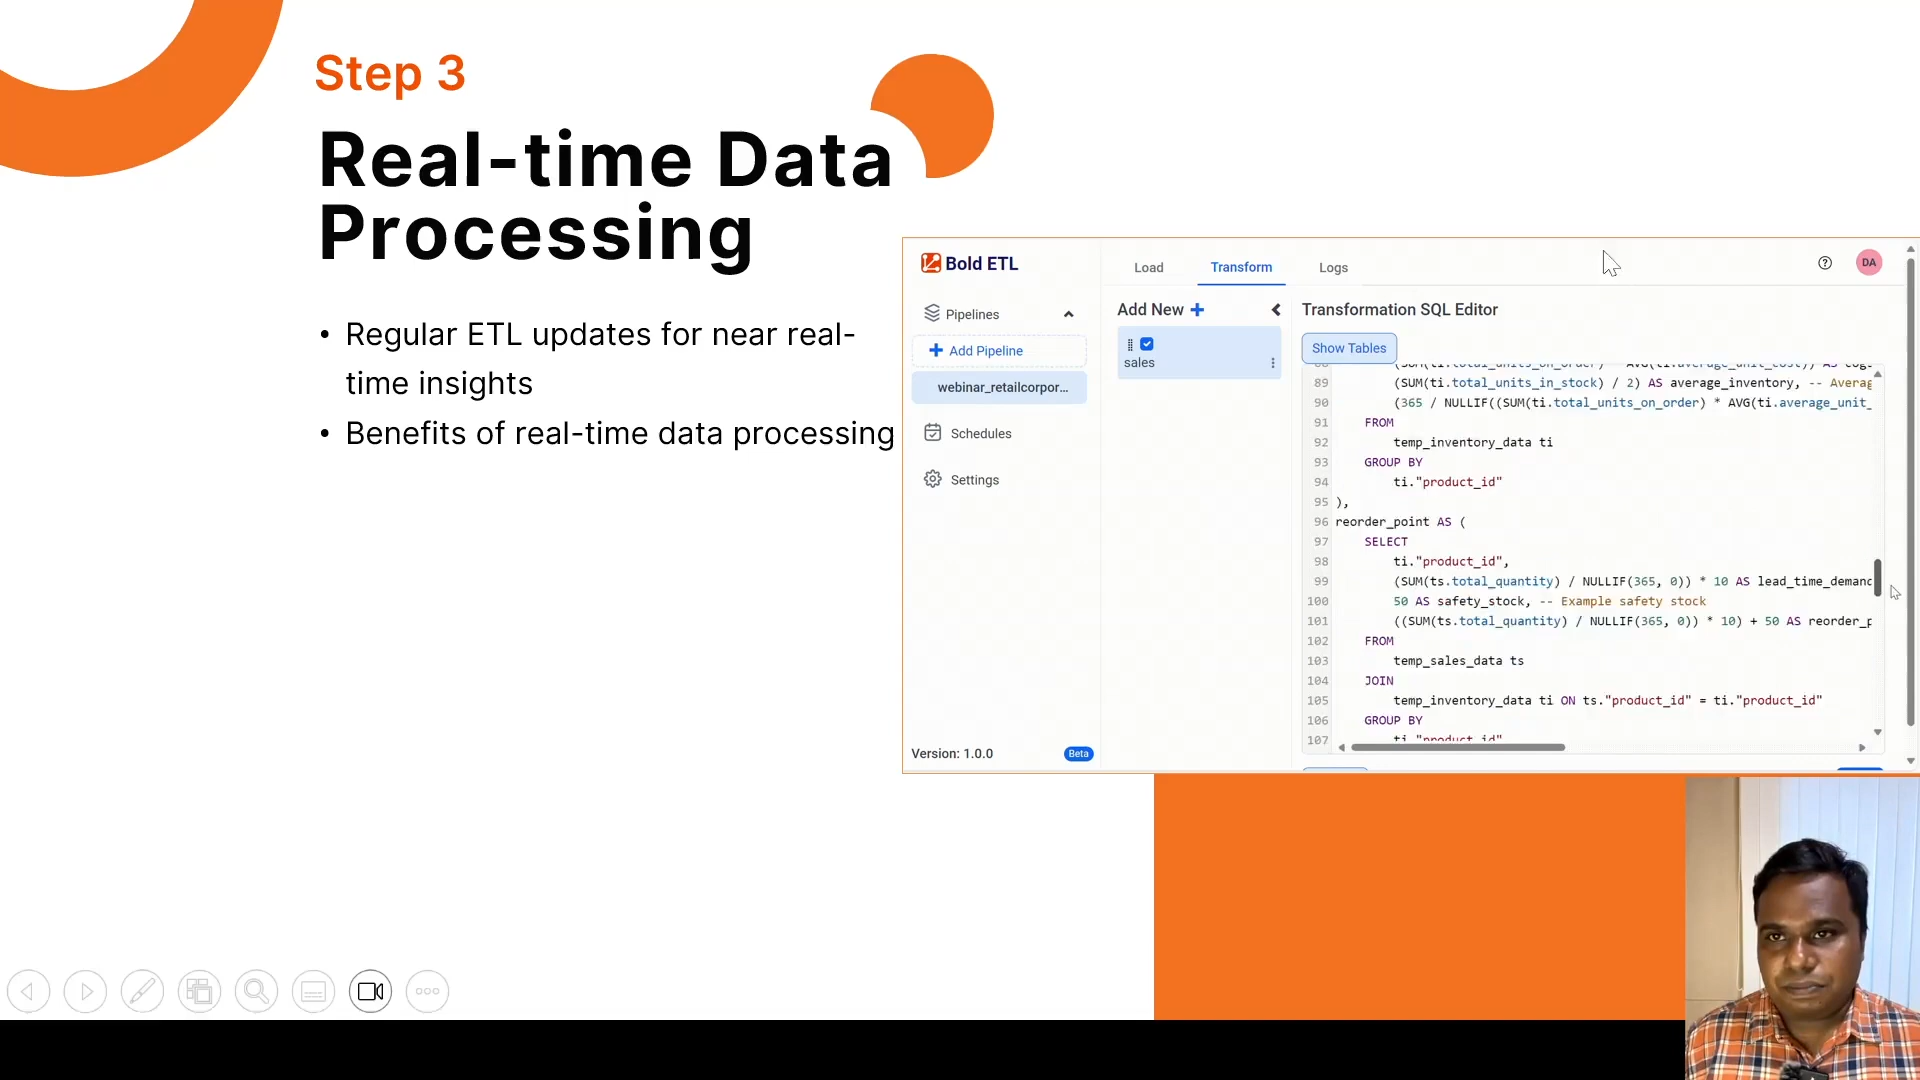 Step 3
Real-time Data
Processing
• Regular ETL updates for near real-
time insights
• Benefits of real-time data processing
Bold ETL
Pipelines
Add Pipeline
webinar_retailcorpor...
Schedules
Settings
Version: 1.0.0
Beta
Load
Transform
Logs
DA
Add New +
sales
Transformation SQL Editor
Show Tables
89 (SUM(ti.total_units_in_stock) / 2) AS average_inventory, -- Averag
90 (365 / NULLIF((SUM(ti.total_units_on_order) * AVG(ti.average_unit_
91 FROM
92 temp_inventory_data ti
93 GROUP BY
94 ti."product_id"
95 ),
96 reorder_point AS (
97 SELECT
98 ti."product_id",
99 (SUM(ts.total_quantity) / NULLIF(365, 0)) * 10 AS lead_time_demand
100 50 AS safety_stock, -- Example safety stock
101 ((SUM(ts.total_quantity) / NULLIF(365, 0)) * 10) + 50 AS reorder_p
102 FROM
103 temp_sales_data ts
104 JOIN
105 temp_inventory_data ti ON ts."product_id" = ti."product_id"
106 GROUP BY
107 ti."product_id"